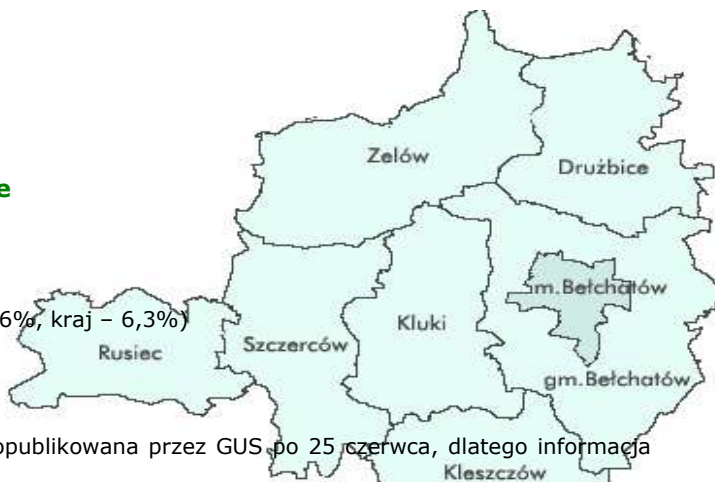 Zelów
Drużbice
e
m.Bełchatów
6%, kraj – 6,3%)
Kluki
Szczerców
Rusiec
gm.Bełchatów
opublikowana przez GUS po 25 czerwca, dlatego informacja
Kleszczów